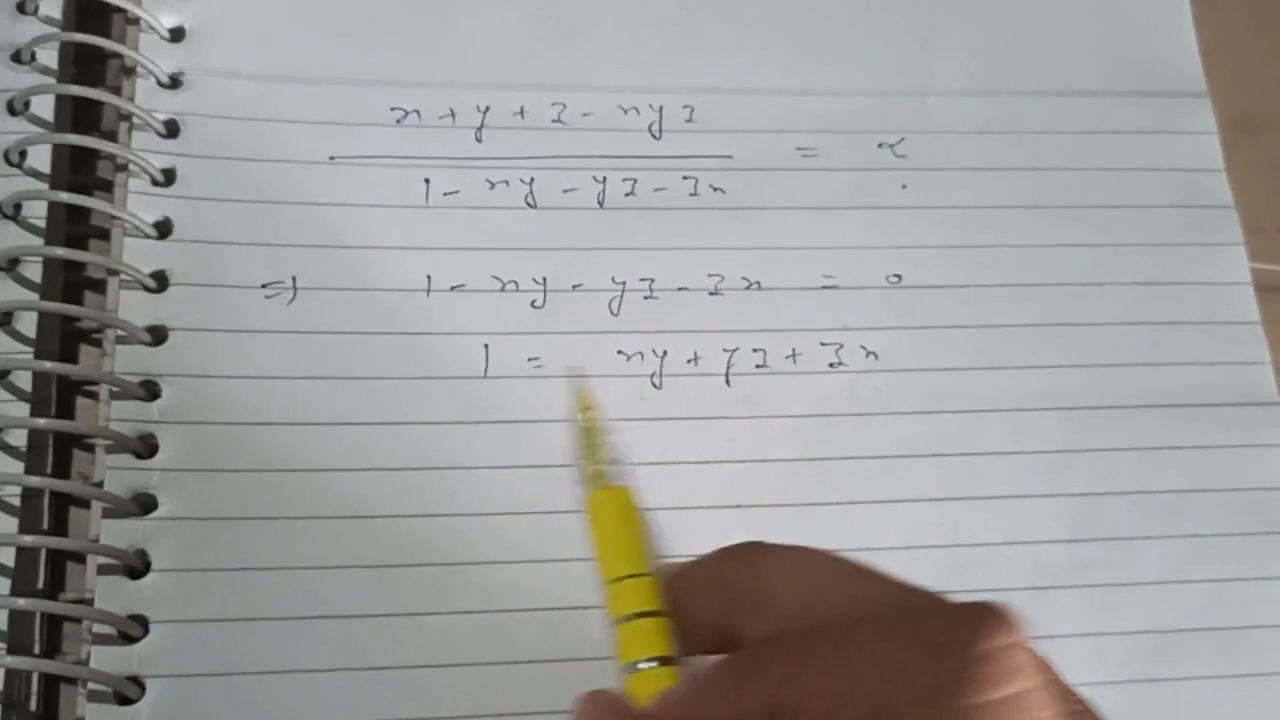 x + y + z - xyz
1 - xy - yz - zx = ∝
⇒ 1 - xy - yz - zx = 0
1 = xy + yz + zx